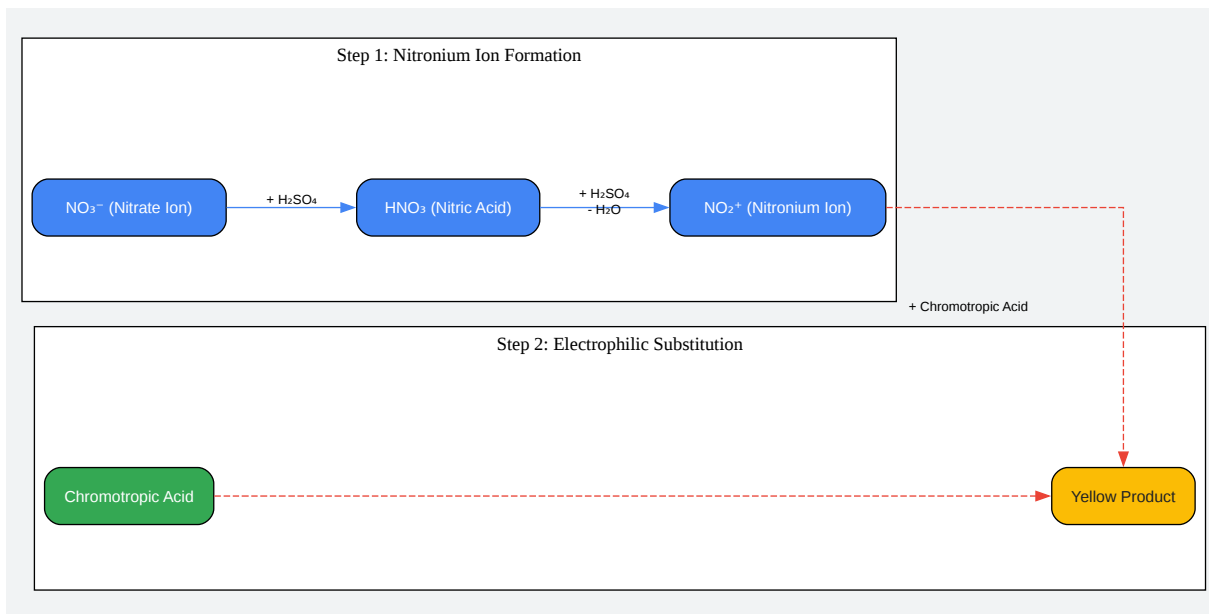 Step 1: Nitronium Ion Formation
NO₃⁻ (Nitrate Ion)
+ H₂SO₄
HNO₃ (Nitric Acid)
+ H₂SO₄
- H₂O
NO₂⁺ (Nitronium Ion)
+ Chromotropic Acid
Step 2: Electrophilic Substitution
Chromotropic Acid
Yellow Product